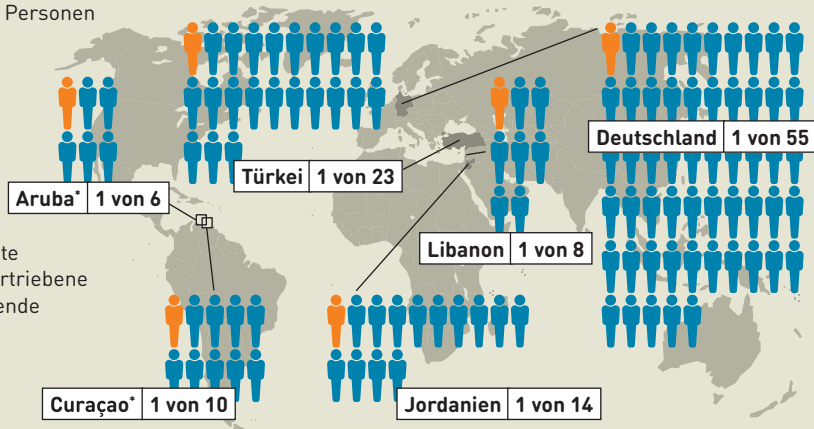 Personen
Deutschland 1 von 55
Türkei 1 von 23
Aruba* 1 von 6
Libanon 1 von 8
ende
Curaçao* 1 von 10
Jordanien 1 von 14